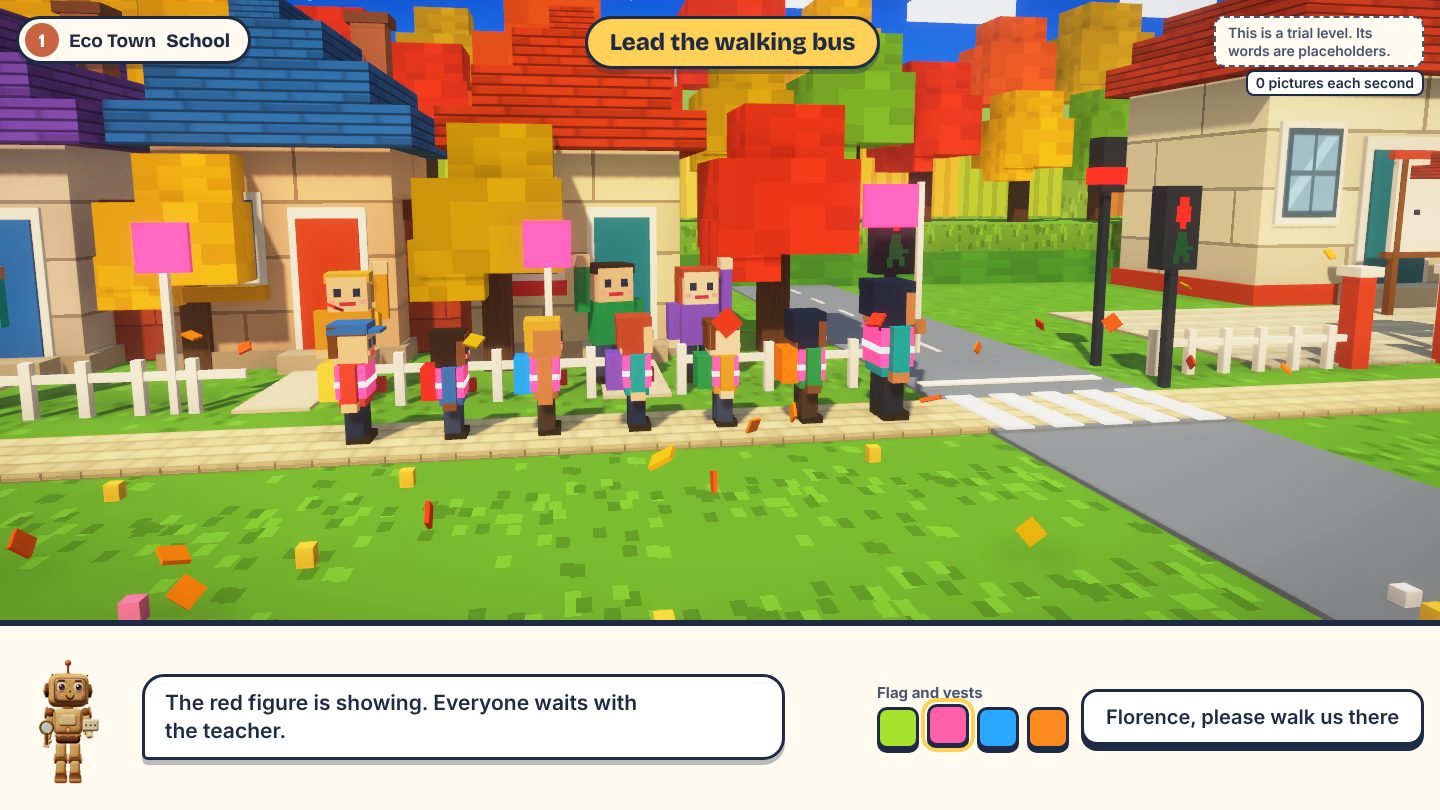 1 Eco Town School
Lead the walking bus
This is a trial level. Its
words are placeholders.
0 pictures each second
The red figure is showing. Everyone waits with
the teacher.
Flag and vests
Florence, please walk us there